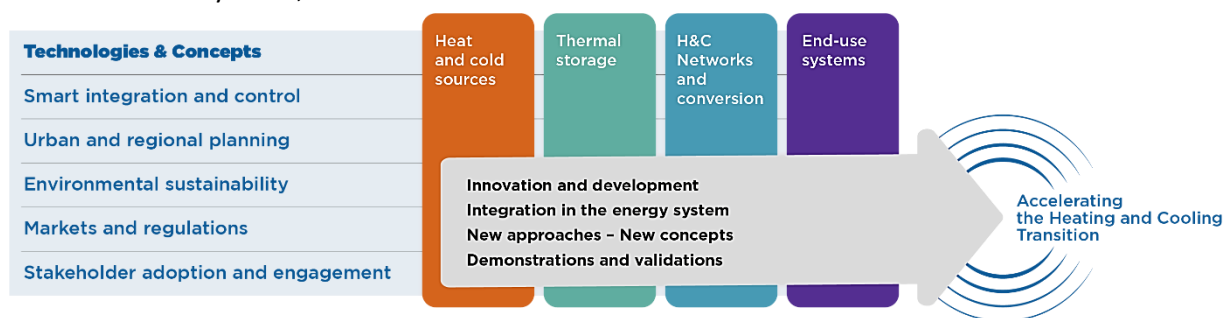 Technologies & Concepts
Smart integration and control
Urban and regional planning
Environmental sustainability
Markets and regulations
Stakeholder adoption and engagement
Heat
and cold
sources
Thermal
storage
H&C
Networks
and
conversion
End-use
systems
Innovation and development
Integration in the energy system
New approaches – New concepts
Demonstrations and validations
Accelerating
the Heating and Cooling
Transition